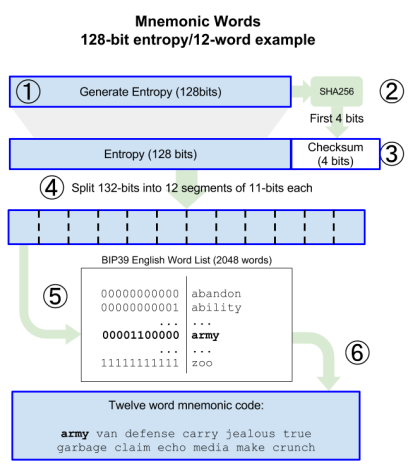 Mnemonic Words
128-bit entropy/12-word example
① Generate Entropy (128bits) SHA256 ②
First 4 bits
Entropy (128 bits) Checksum (4 bits) ③
④ Split 132-bits into 12 segments of 11-bits each
BIP39 English Word List (2048 words)
⑤
00000000000 abandon
00000000001 ability
... ...
00001100000 army
... ...
11111111111 zoo
⑥
Twelve word mnemonic code:
army van defense carry jealous true
garbage claim echo media make crunch